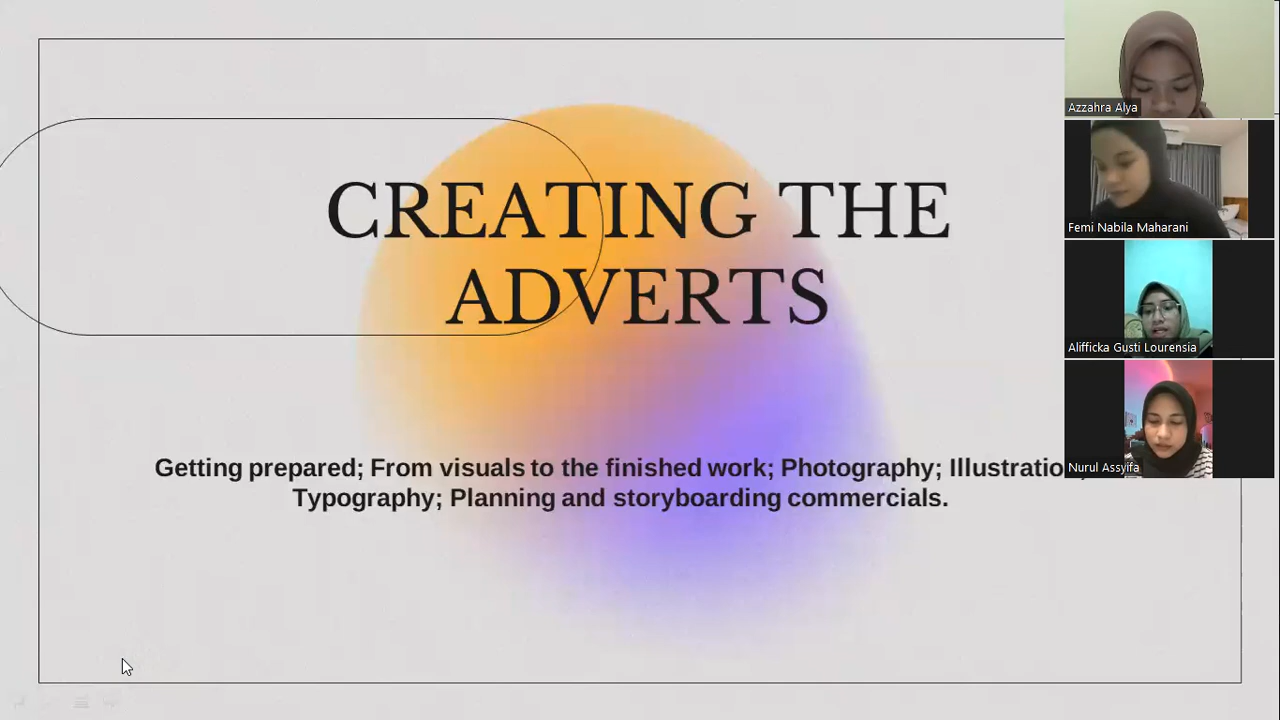 CREATING THE
ADVERTS
Getting prepared; From visuals to the finished work; Photography;
Typography; Planning and storyboarding commercials.
Azzahra Alya
Femi Nabila Maharani
Alifficka Gusti Lourensia
Nurul Assyifa